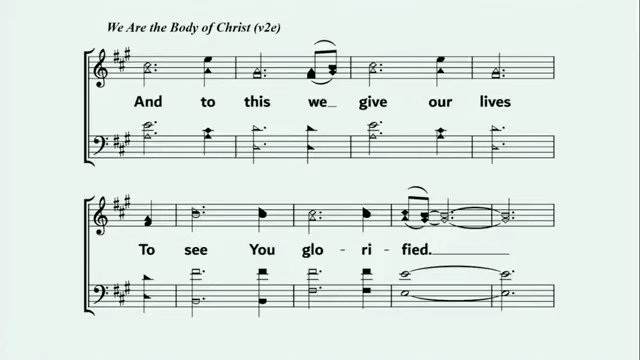 We Are the Body of Christ (v2e)
And to this we_ give our lives
To see You glo - ri - fied.